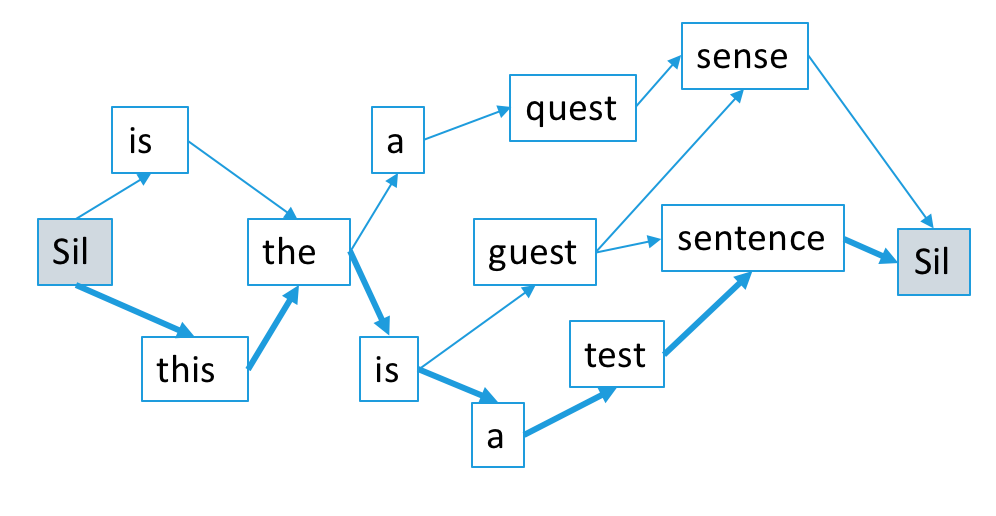 sense
quest
is
a
Sil
the
guest
sentence
Sil
this
is
test
a